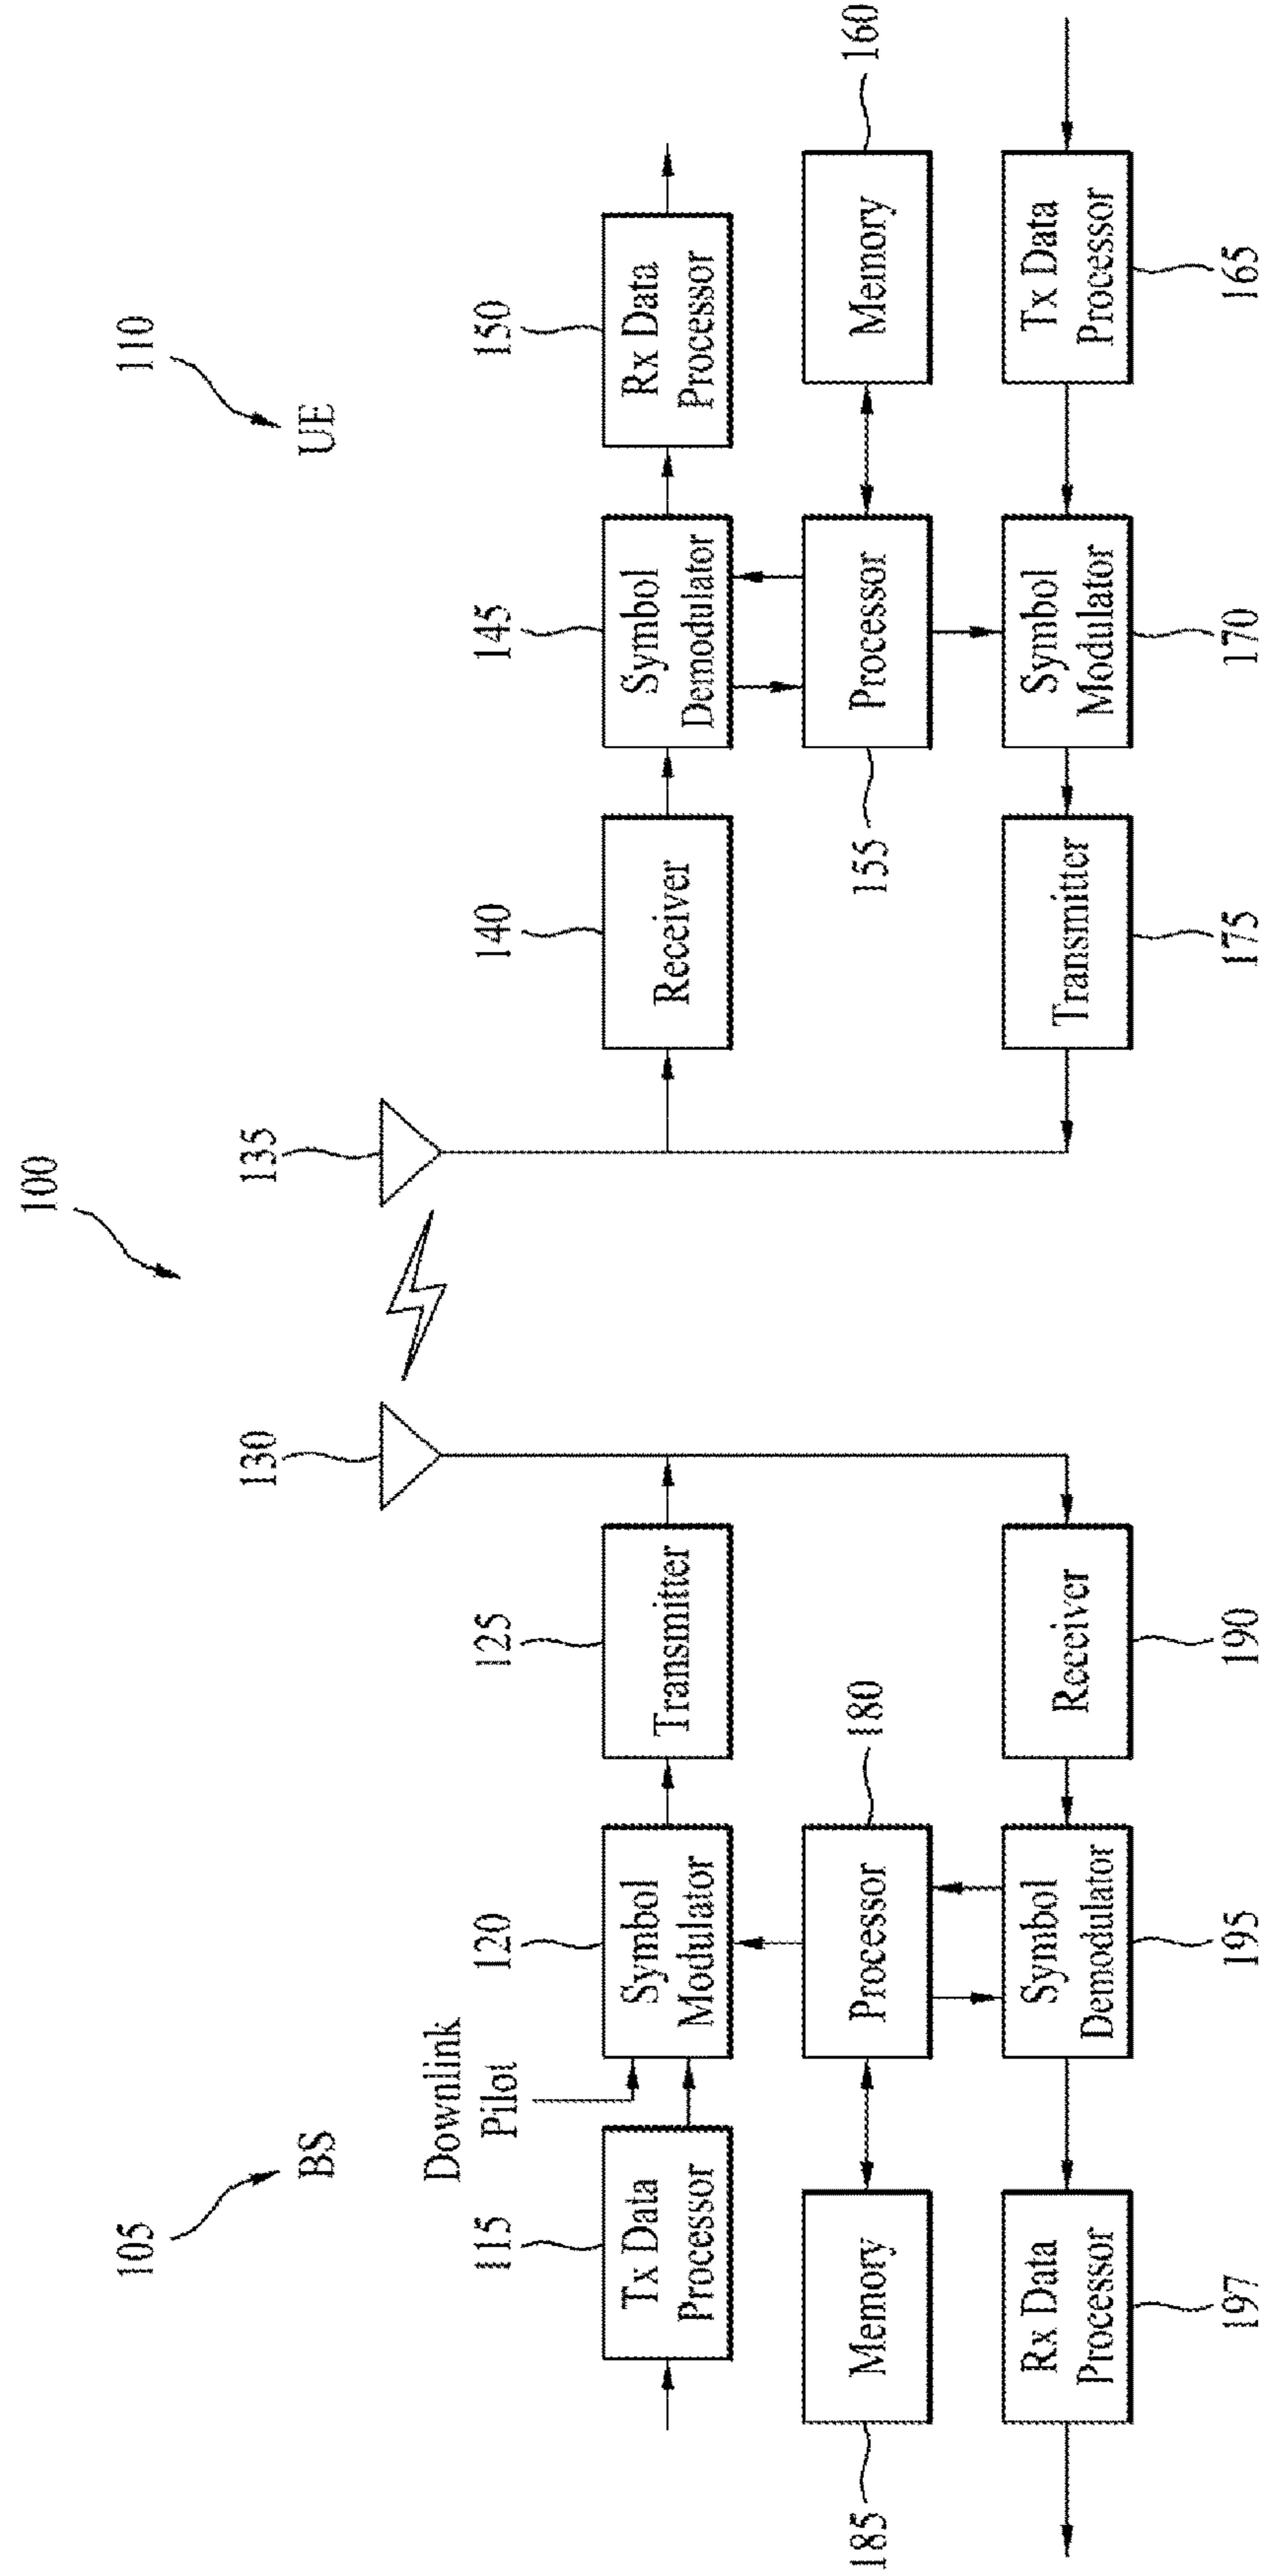 100
105
BS
110
UE
130
135
Downlink
Pilot
115
120
125
140
145
150
Tx Data
Processor
Symbol
Modulator
Transmitter
Receiver
Symbol
Demodulator
Rx Data
Processor
180
Memory
Processor
Processor
Memory
185
155
160
Rx Data
Processor
Symbol
Demodulator
Receiver
Transmitter
Symbol
Modulator
Tx Data
Processor
197
195
190
175
170
165